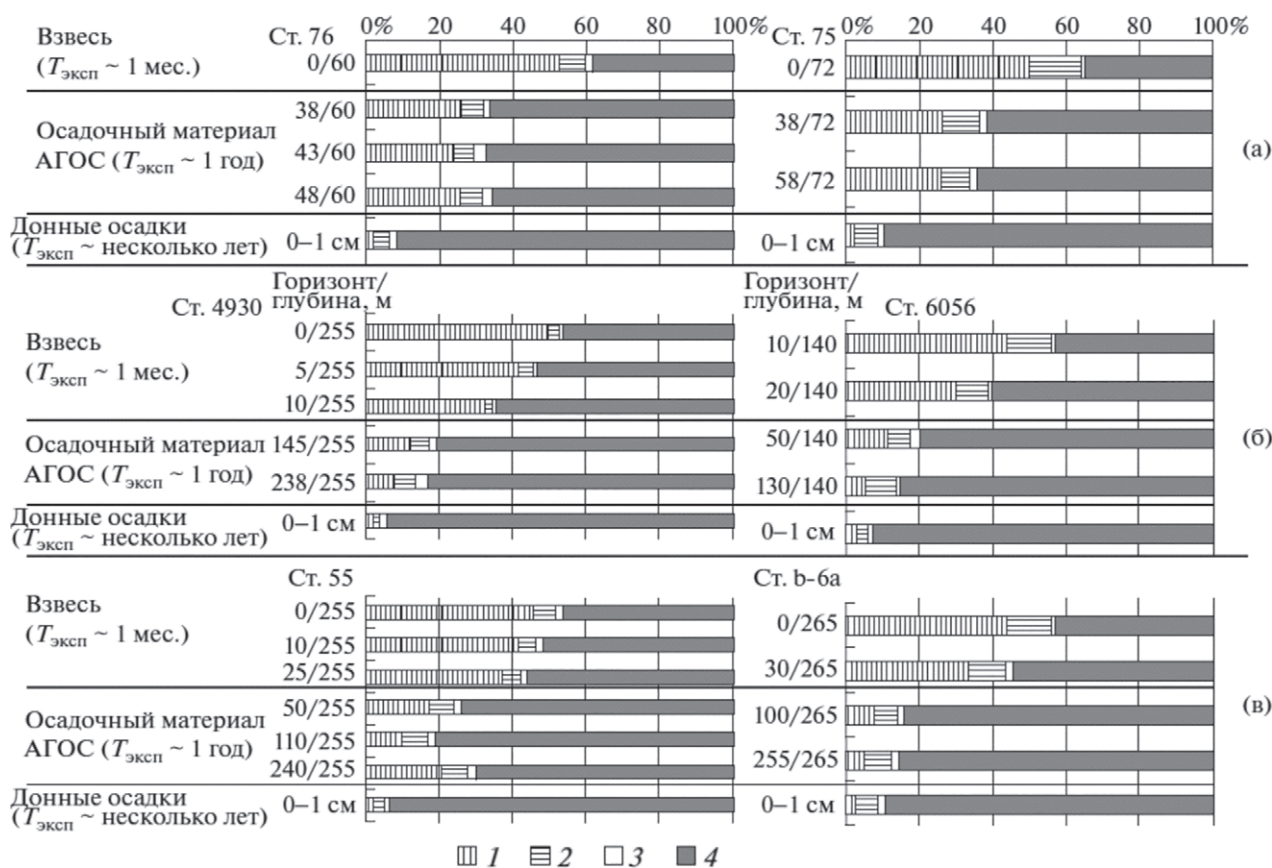 0% 20 40 60 80 100%
0% 20 40 60 80 100%
Взвесь
(Tэксп ~ 1 мес.)
Ст. 76
0/60
Ст. 75
0/72
Осадочный материал
АГОС (Tэксп ~ 1 год)
38/60
43/60
48/60
38/72
58/72
(а)
Донные осадки
(Tэксп ~ несколько лет)
0–1 см
0–1 см
Ст. 4930
Горизонт/
глубина, м
Горизонт/
глубина, м
Ст. 6056
Взвесь
(Tэксп ~ 1 мес.)
0/255
5/255
10/255
10/140
20/140
Осадочный материал
АГОС (Tэксп ~ 1 год)
145/255
238/255
50/140
130/140
(б)
Донные осадки
(Tэксп ~ несколько лет)
0–1 см
0–1 см
Ст. 55
Ст. b-6a
Взвесь
(Tэксп ~ 1 мес.)
0/255
10/255
25/255
0/265
30/265
Осадочный материал
АГОС (Tэксп ~ 1 год)
50/255
110/255
240/255
100/265
255/265
(в)
Донные осадки
(Tэксп ~ несколько лет)
0–1 см
0–1 см
1 2 3 4